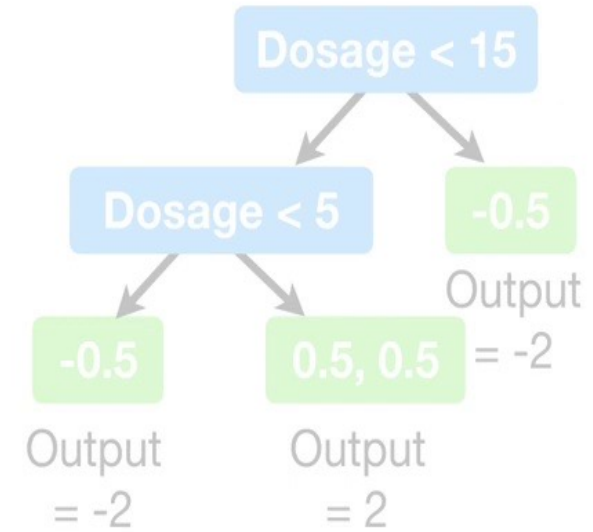 Dosage < 15
Dosage < 5
-0.5
Output
= -2
-0.5
0.5, 0.5
Output
= -2
Output
= 2